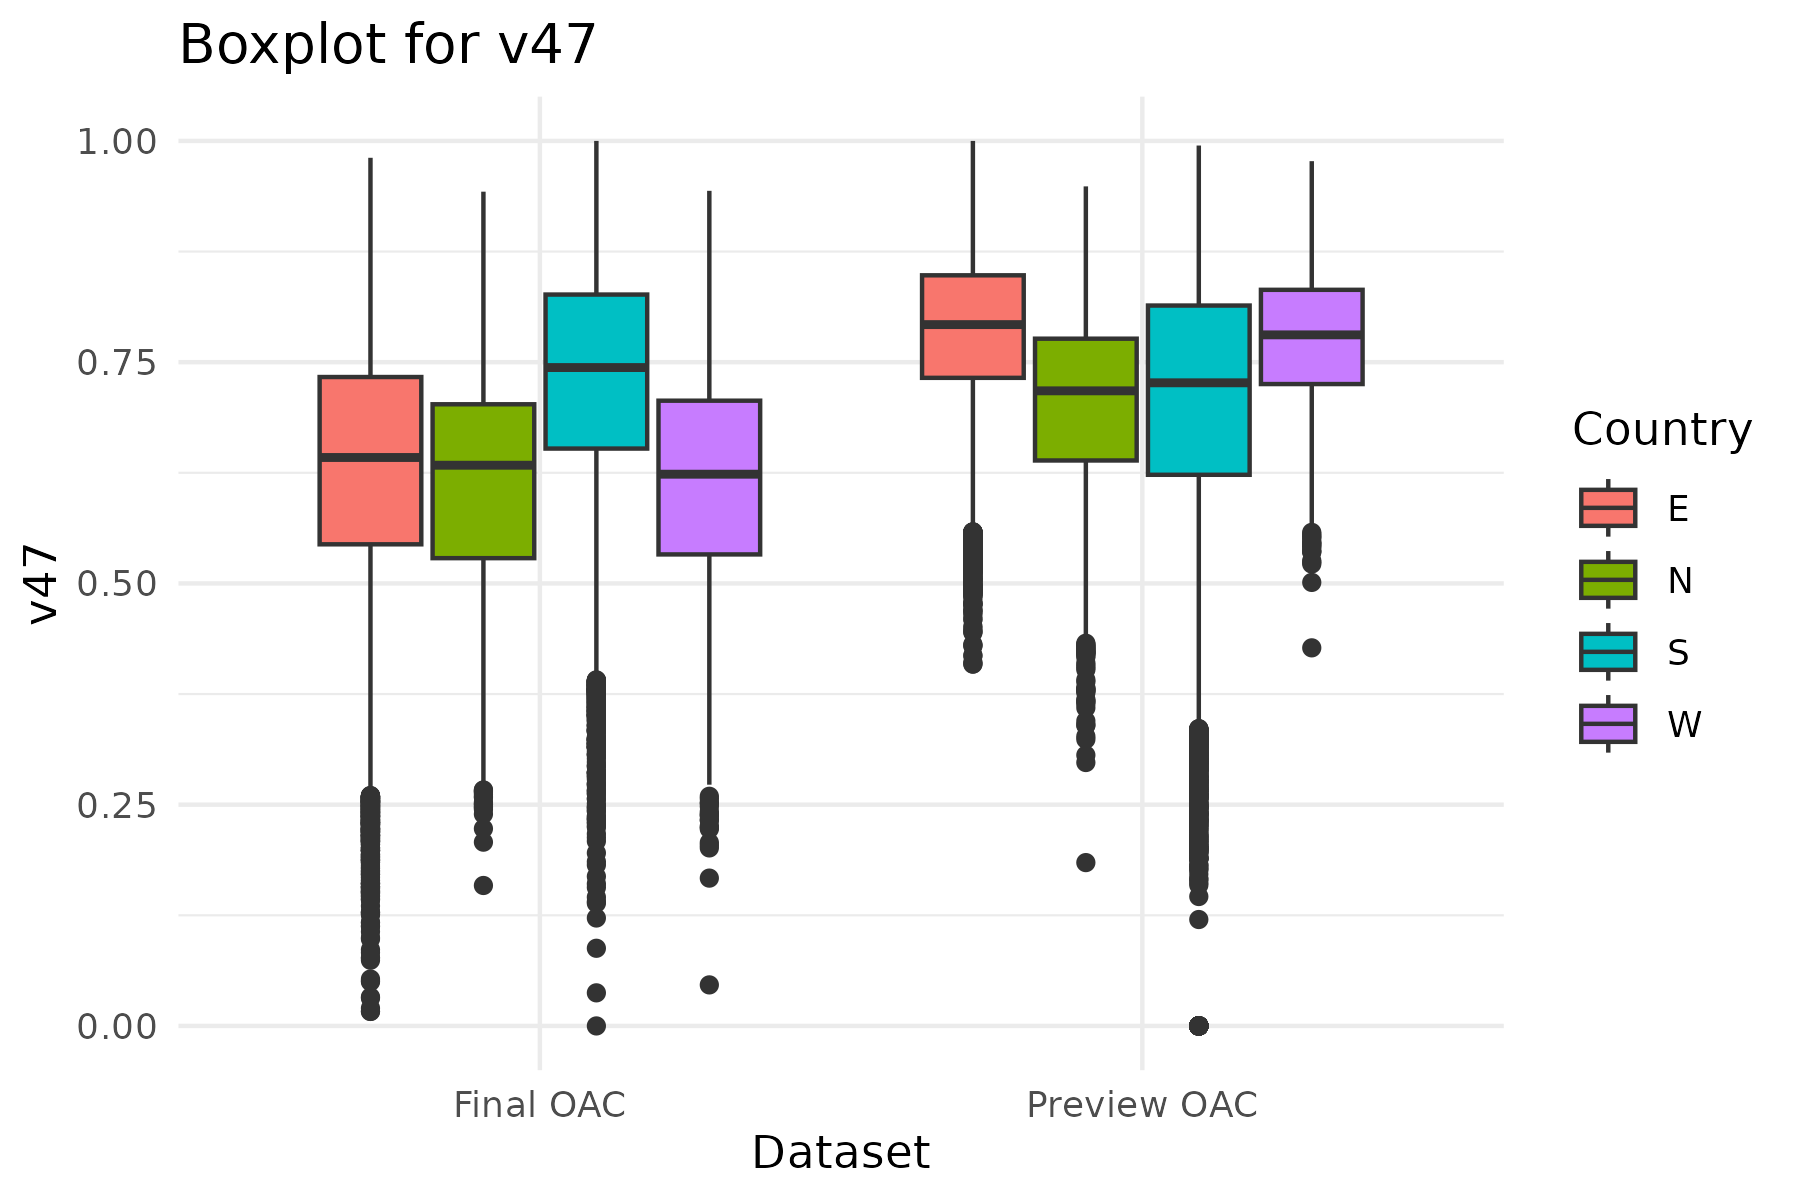 Boxplot for v47
1.00
0.75
0.50
0.25
0.00
v47
Final OAC
Preview OAC
Dataset
Country
E
N
S
W